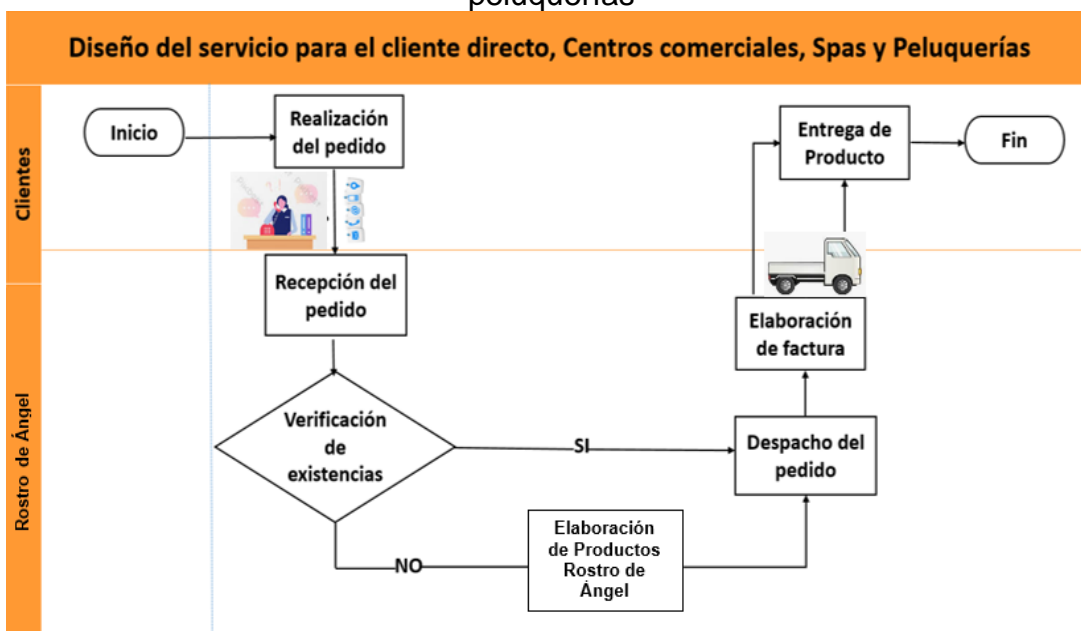 peluquerías
Diseño del servicio para el cliente directo, Centros comerciales, Spas y Peluquerías
Clientes
Inicio
Realización
del pedido
Entrega de
Producto
Fin
Rostro de Ángel
Recepción del
pedido
Elaboración
de factura
Verificación
de
existencias
SI
Despacho del
pedido
NO
Elaboración
de Productos
Rostro de
Ángel